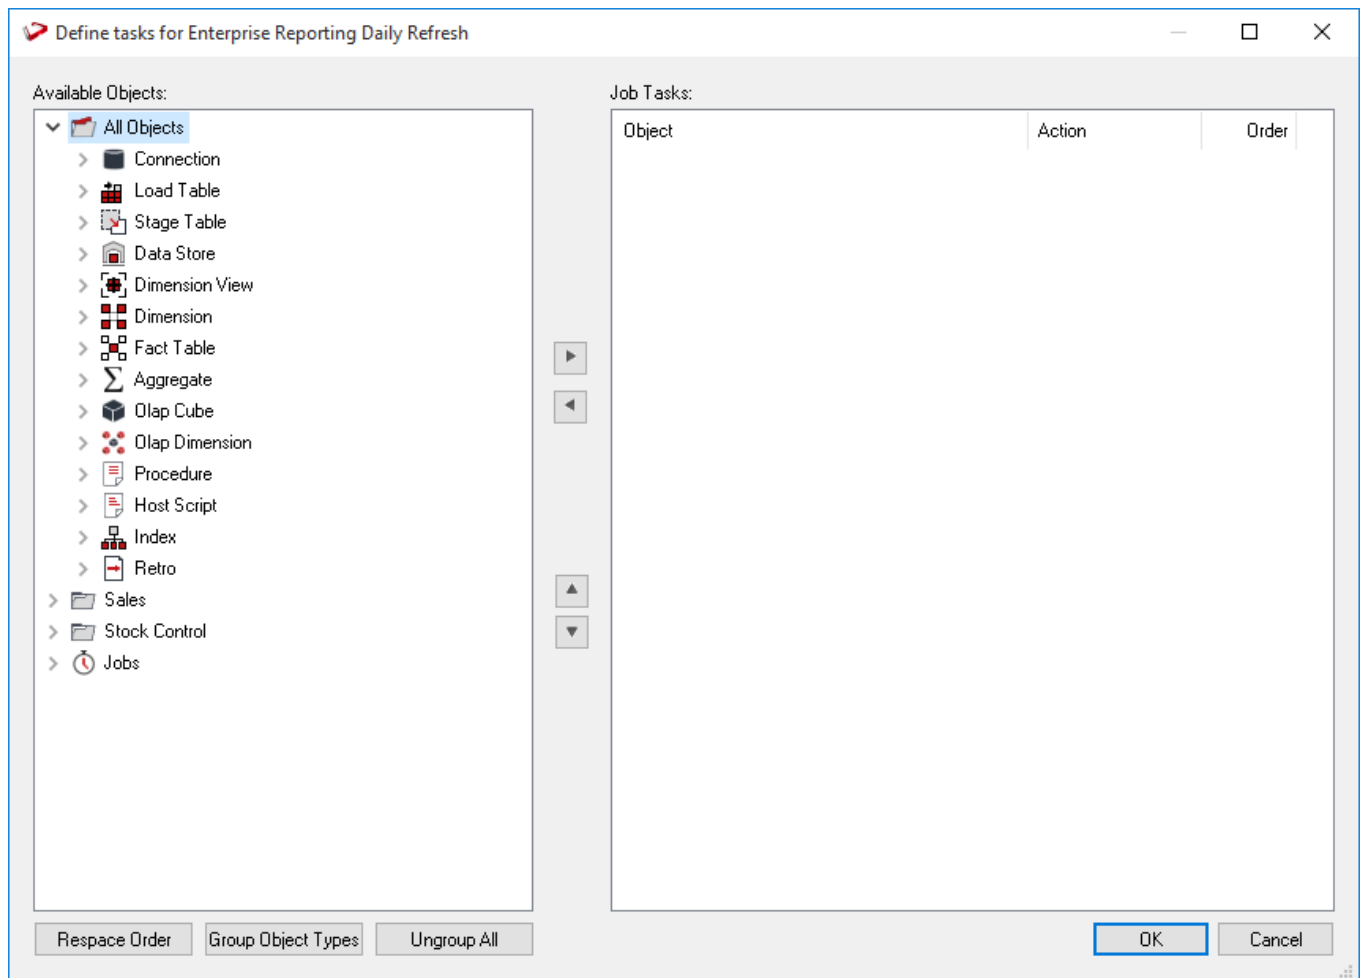 Define tasks for Enterprise Reporting Daily Refresh
Available Objects:
All Objects
Connection
Load Table
Stage Table
Data Store
Dimension View
Dimension
Fact Table
Aggregate
Olap Cube
Olap Dimension
Procedure
Host Script
Index
Retro
Sales
Stock Control
Jobs
Job Tasks:
Object Action Order
Respace Order Group Object Types Ungroup All OK Cancel